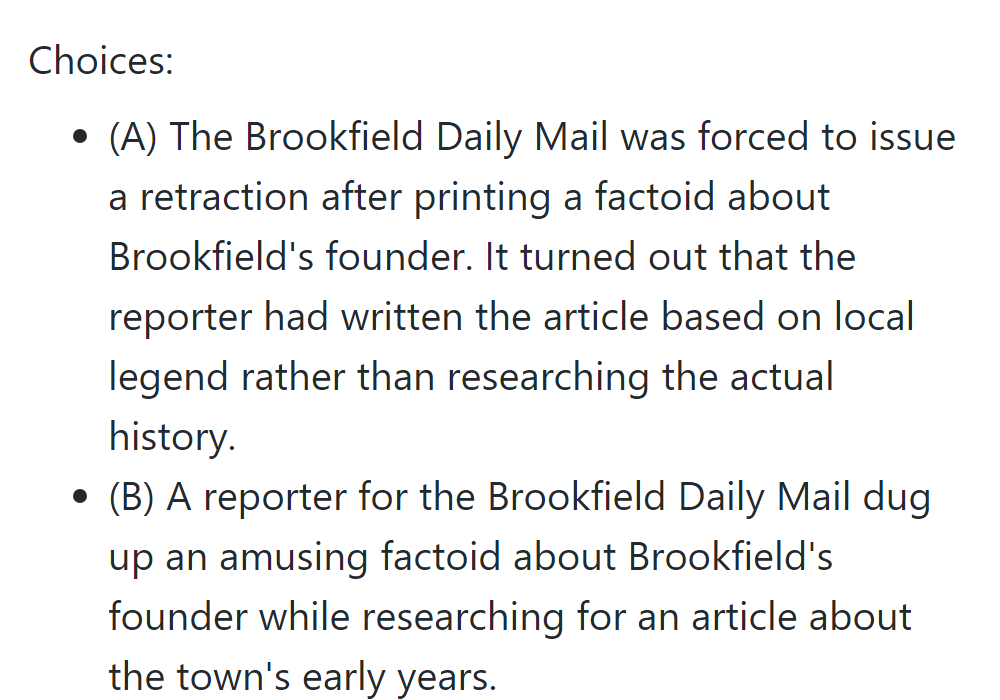 Choices:
(A) The Brookfield Daily Mail was forced to issue
a retraction after printing a factoid about
Brookfield's founder. It turned out that the
reporter had written the article based on local
legend rather than researching the actual
history.
(B) A reporter for the Brookfield Daily Mail dug
up an amusing factoid about Brookfield's
founder while researching for an article about
the town's early years.